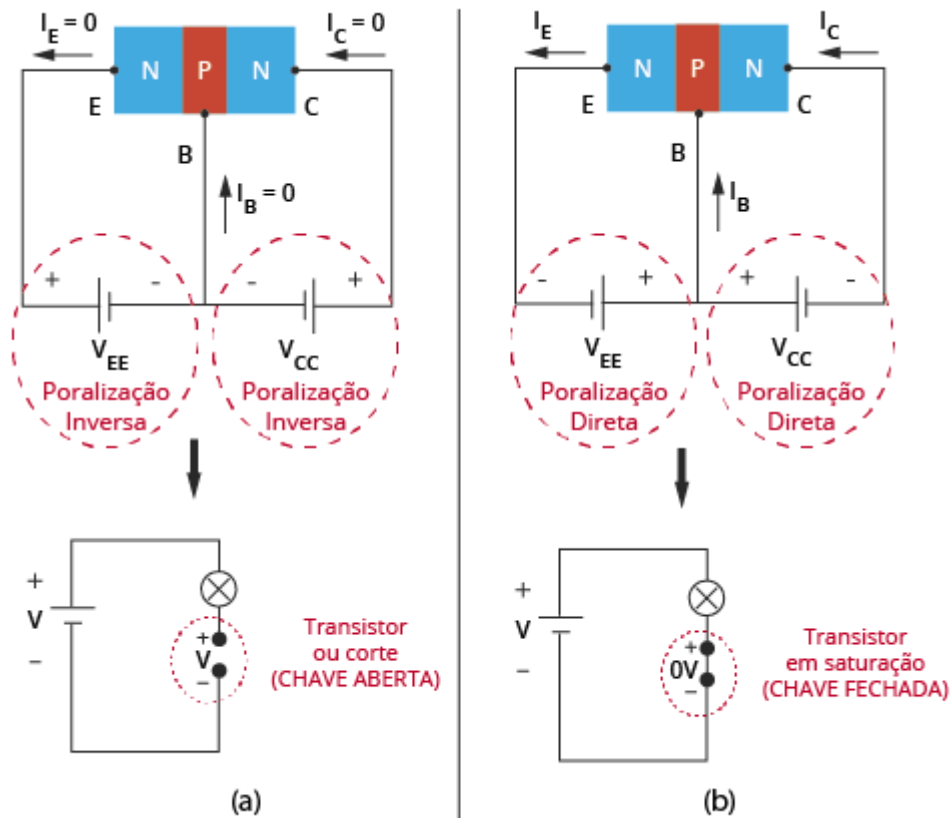 I_E = 0
I_C = 0
N P N
E
C
B
I_B = 0
+ - - +
V_EE
V_CC
Poralização
Inversa
Poralização
Inversa
+
V
-
+
V
-
Transistor
ou corte
(CHAVE ABERTA)
(a)
I_E
I_C
N P N
E
C
B
I_B
- + + -
V_EE
V_CC
Poralização
Direta
Poralização
Direta
+
V
-
+
0V
-
Transistor
em saturação
(CHAVE FECHADA)
(b)